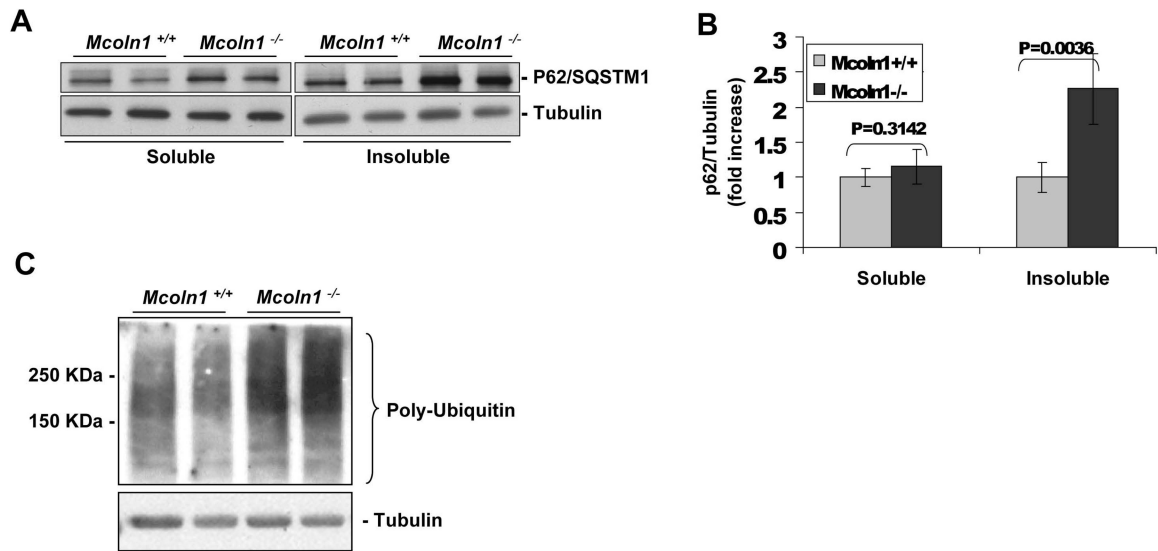 A
Mcoln1 +/+ Mcoln1 -/- Mcoln1 +/+ Mcoln1 -/-
- P62/SQSTM1
- Tubulin
Soluble Insoluble
B
p62/Tubulin
(fold increase)
3
2.5
2
1.5
1
0.5
0
Mcoln1+/+
Mcoln1-/-
P=0.3142
P=0.0036
Soluble Insoluble
C
Mcoln1 +/+ Mcoln1 -/-
250 KDa -
150 KDa -
Poly-Ubiquitin
- Tubulin